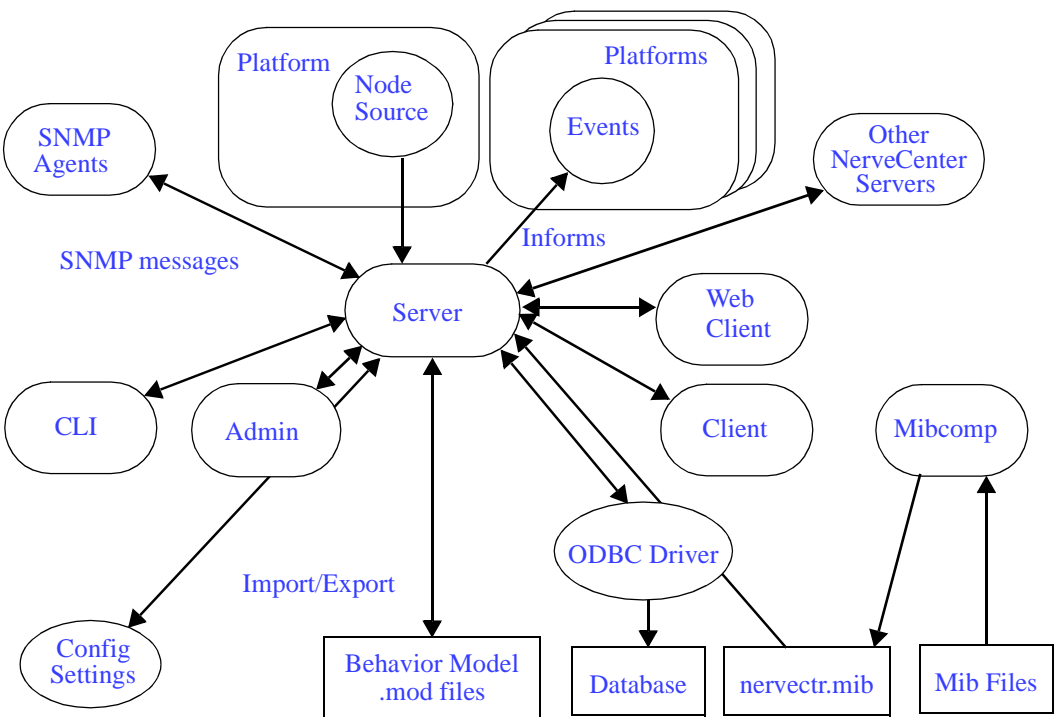 Platform
Node
Source
Platforms
Events
SNMP
Agents
Other
NerveCenter
Servers
Informs
SNMP messages
Server
Web
Client
CLI
Admin
Client
Mibcomp
ODBC Driver
Import/Export
Config
Settings
Behavior Model
.mod files
Database
nervectr.mib
Mib Files